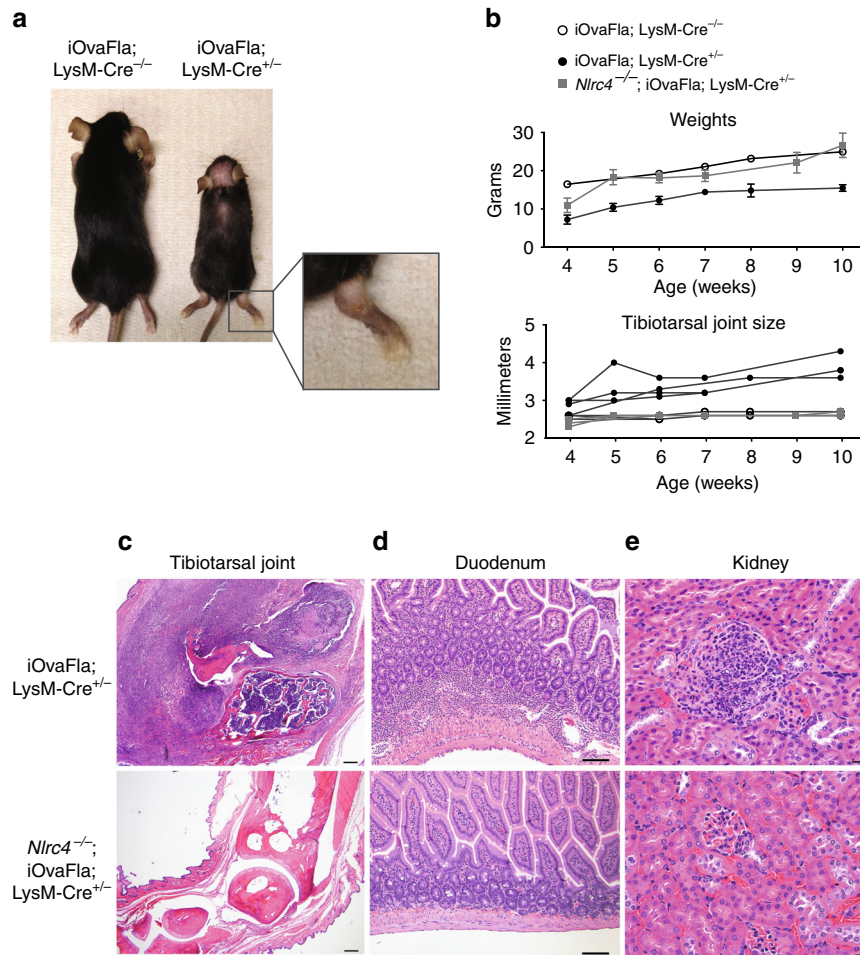 a
iOvaFla;
LysM-Cre−/−
iOvaFla;
LysM-Cre+/−
b
iOvaFla; LysM-Cre−/−
iOvaFla; LysM-Cre+/−
Nlrc4−/−; iOvaFla; LysM-Cre+/−
Weights
Grams
30
20
10
0
4 5 6 7 8 9 10
Age (weeks)
Tibiotarsal joint size
Millimeters
5
4
3
2
4 5 6 7 8 9 10
Age (weeks)
c
Tibiotarsal joint
d
Duodenum
e
Kidney
iOvaFla;
LysM-Cre+/−
Nlrc4−/−;
iOvaFla;
LysM-Cre+/−